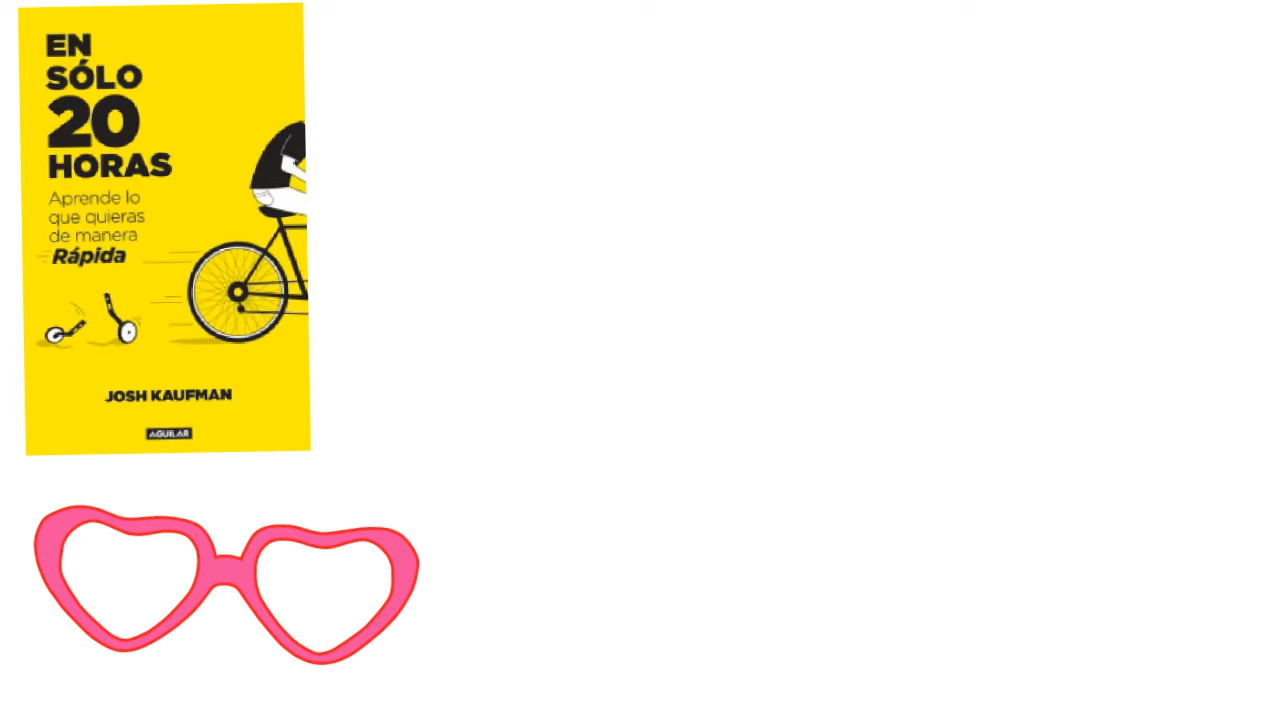 EN
SÓLO
20
HORAS
Aprende lo
que quieras
de manera
Rápida
JOSH KAUFMAN
AGUILAR